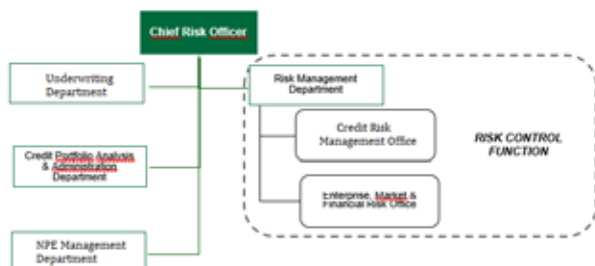 Chief Risk Officer
Underwriting
Department
Risk Management
Department
Credit Risk
Management Office
RISK CONTROL
FUNCTION
Credit Portfolio Analysis
& Administration
Department
Enterprise, Market &
Financial Risk Office
NPE Management
Department